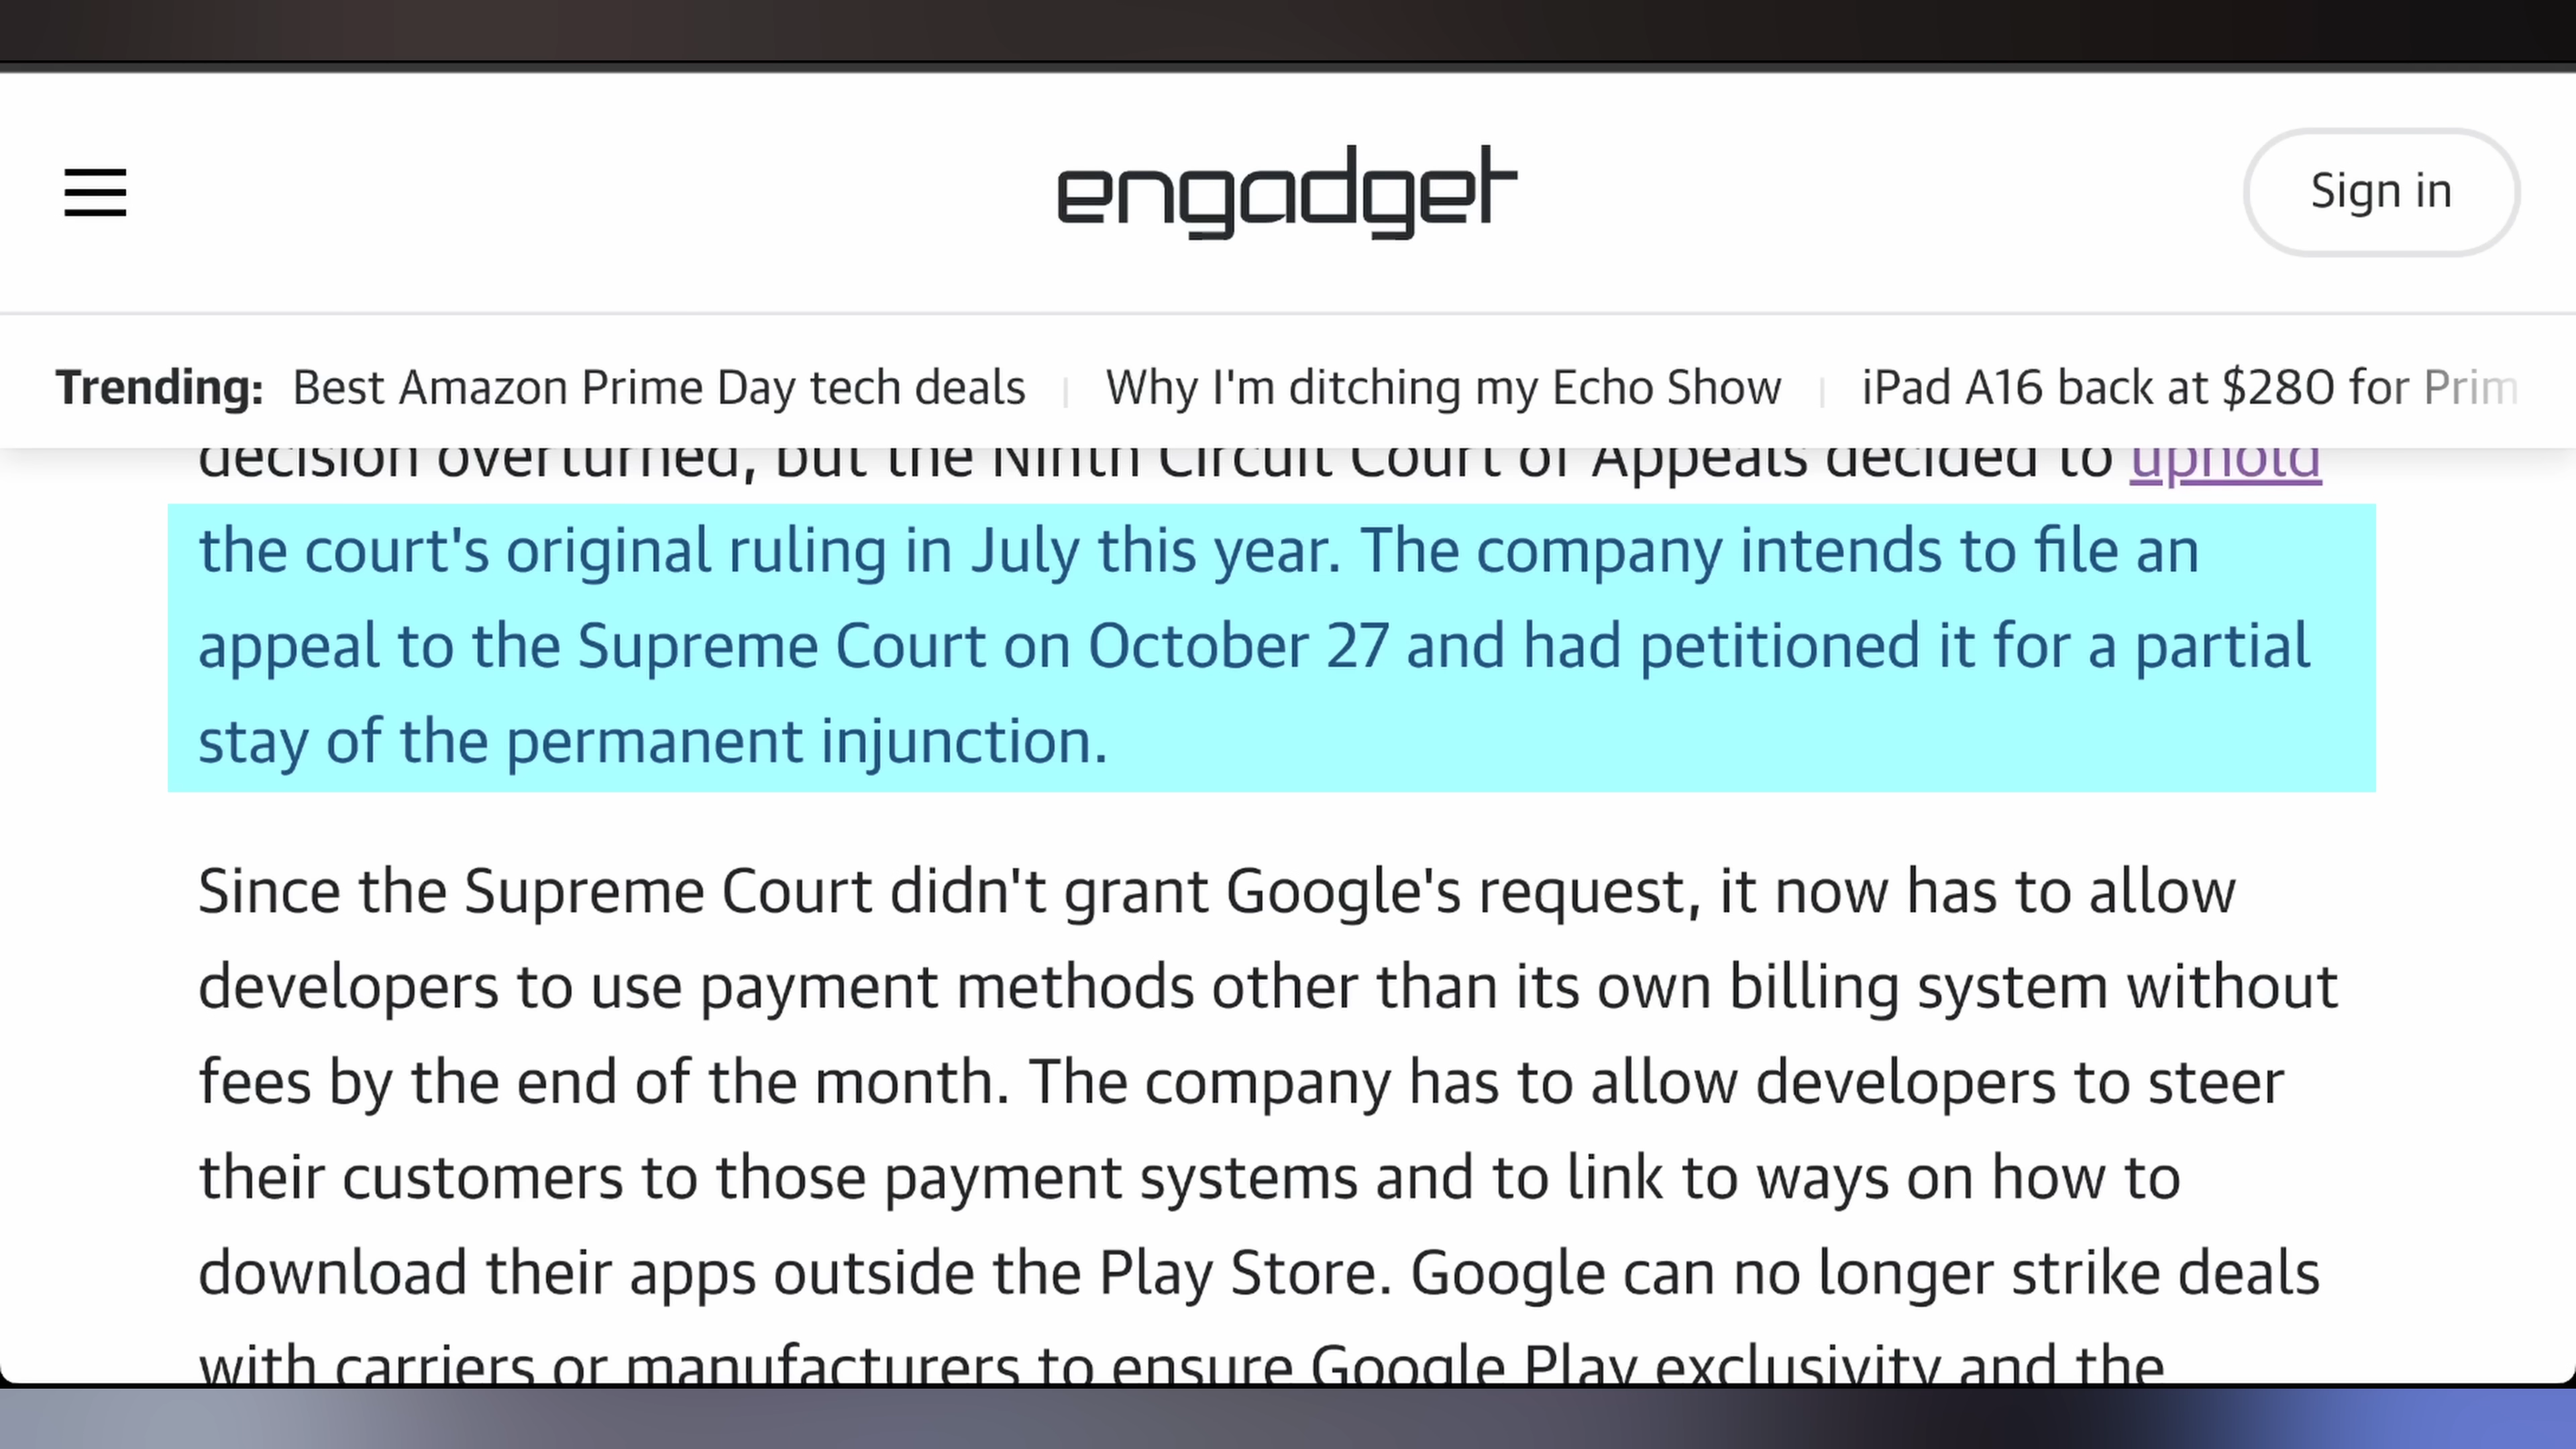 engadget
Sign in
Trending: Best Amazon Prime Day tech deals | Why I'm ditching my Echo Show | iPad A16 back at $280 for Prim
decision overturned, but the Ninth Circuit Court of Appeals decided to uphold
the court's original ruling in July this year. The company intends to file an
appeal to the Supreme Court on October 27 and had petitioned it for a partial
stay of the permanent injunction.
Since the Supreme Court didn't grant Google's request, it now has to allow
developers to use payment methods other than its own billing system without
fees by the end of the month. The company has to allow developers to steer
their customers to those payment systems and to link to ways on how to
download their apps outside the Play Store. Google can no longer strike deals
with carriers or manufacturers to ensure Google Play exclusivity and the